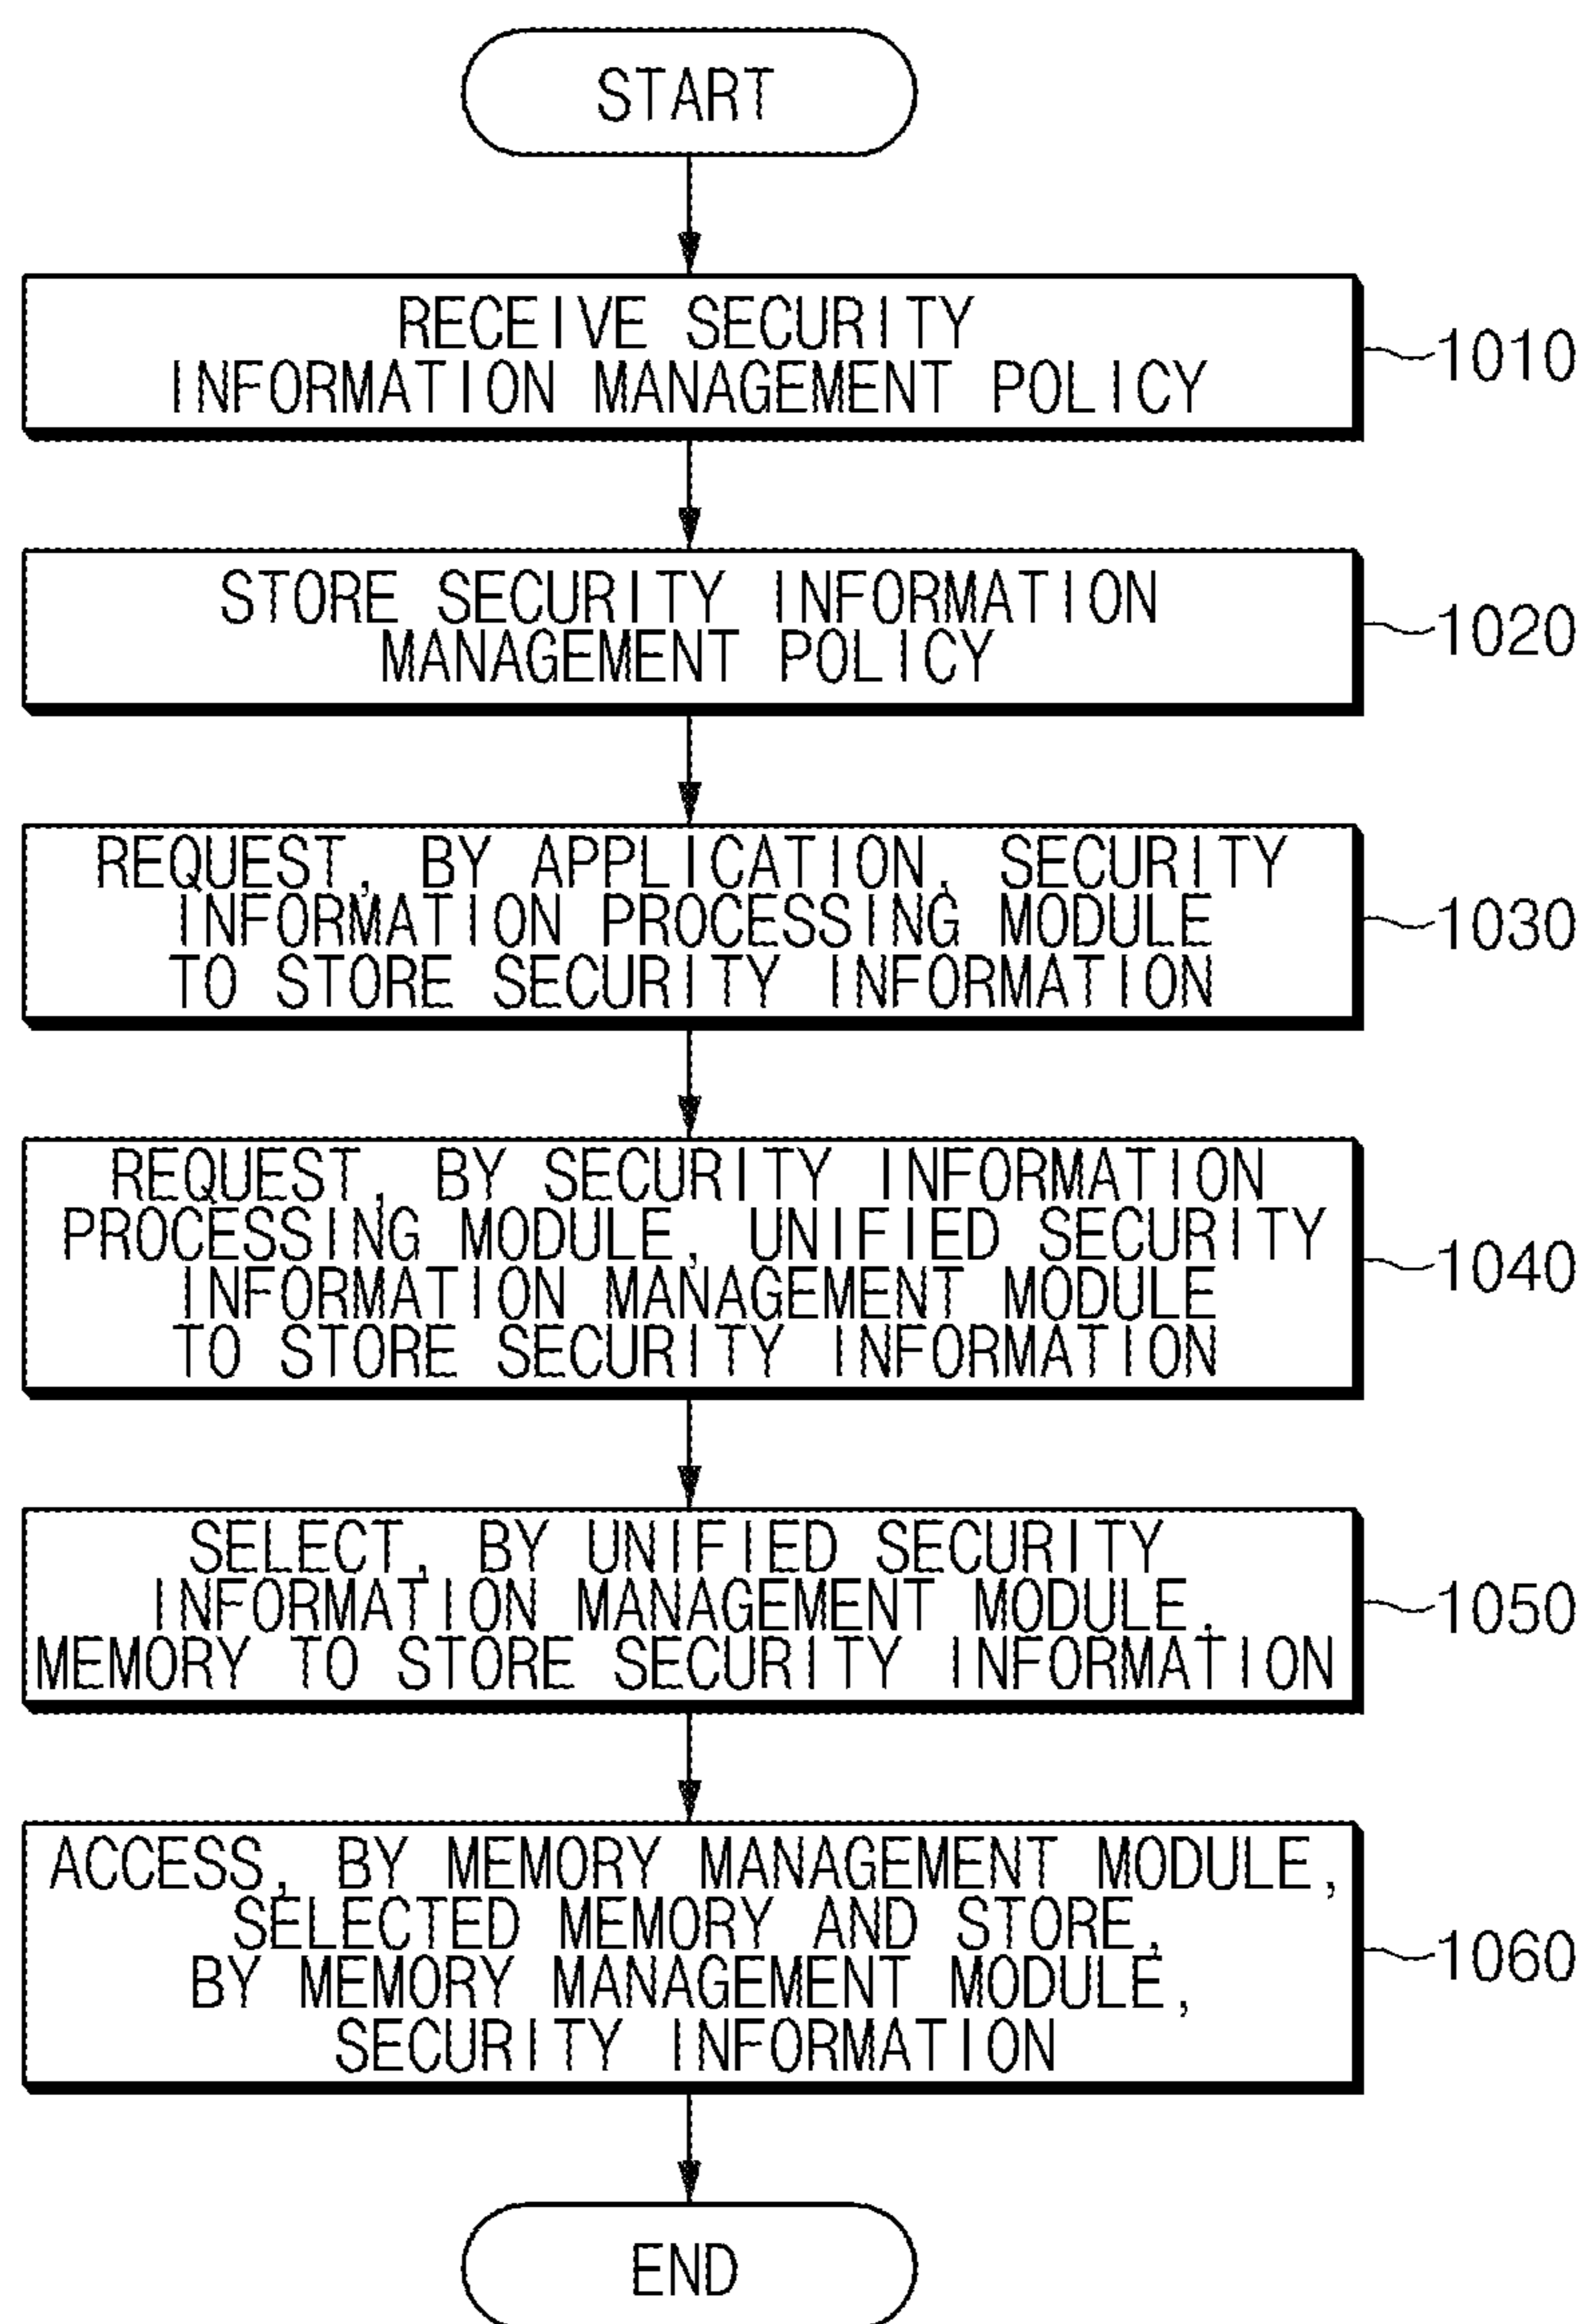 START
RECEIVE SECURITY
INFORMATION MANAGEMENT POLICY
1010
STORE SECURITY INFORMATION
MANAGEMENT POLICY
1020
REQUEST, BY APPLICATION, SECURITY
INFORMATION PROCESSING MODULE
TO STORE SECURITY INFORMATION
1030
REQUEST, BY SECURITY INFORMATION
PROCESSING MODULE, UNIFIED SECURITY
INFORMATION MANAGEMENT MODULE
TO STORE SECURITY INFORMATION
1040
SELECT, BY UNIFIED SECURITY
INFORMATION MANAGEMENT MODULE,
MEMORY TO STORE SECURITY INFORMATION
1050
ACCESS, BY MEMORY MANAGEMENT MODULE,
SELECTED MEMORY AND STORE,
BY MEMORY MANAGEMENT MODULE,
SECURITY INFORMATION
1060
END